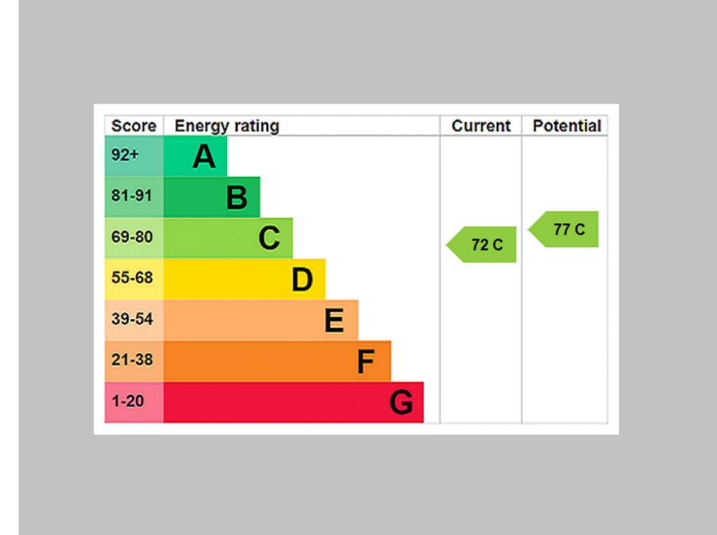 Score Energy rating Current Potential
92+ A
81-91 B
69-80 C 72 C 77 C
55-68 D
39-54 E
21-38 F
1-20 G